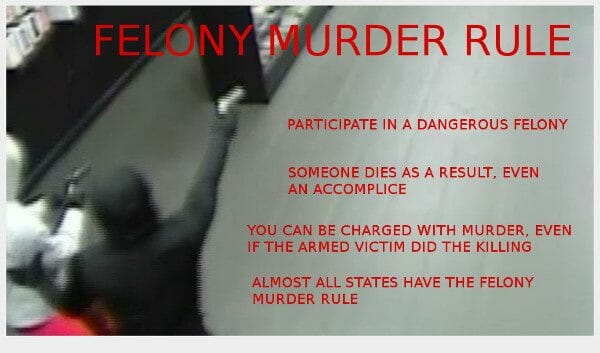 FELONY MURDER RULE
PARTICIPATE IN A DANGEROUS FELONY
SOMEONE DIES AS A RESULT, EVEN
AN ACCOMPLICE
YOU CAN BE CHARGED WITH MURDER, EVEN
IF THE ARMED VICTIM DID THE KILLING
ALMOST ALL STATES HAVE THE FELONY
MURDER RULE